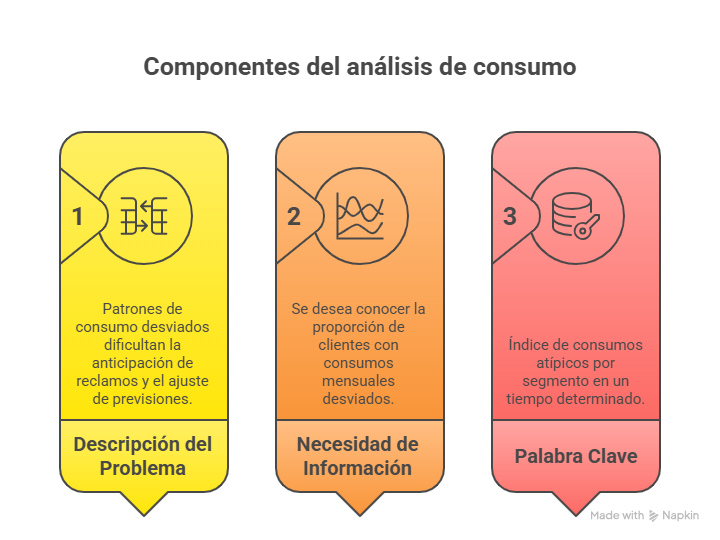 Componentes del análisis de consumo
1
Patrones de
consumo desviados
dificultan la
anticipación de
reclamos y el ajuste
de previsiones.
Descripción del
Problema
2
Se desea conocer la
proporción de
clientes con
consumos
mensuales
desviados.
Necesidad de
Información
3
Índice de consumos
atípicos por
segmento en un
tiempo determinado.
Palabra Clave
Made with Napkin